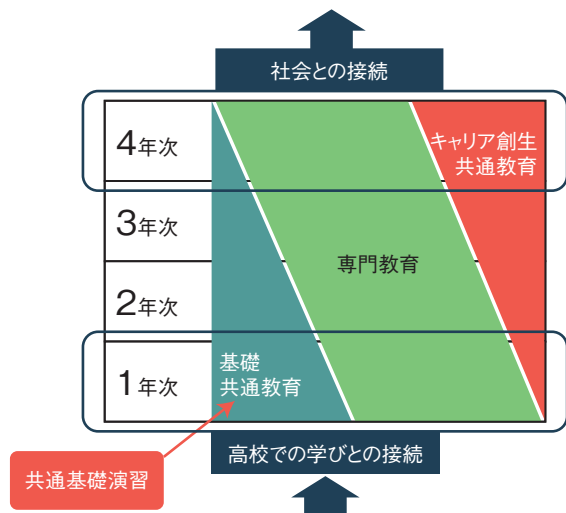 社会との接続
4年次
キャリア創生
共通教育
3年次
専門教育
2年次
1年次
基礎
共通教育
高校での学びとの接続
共通基礎演習